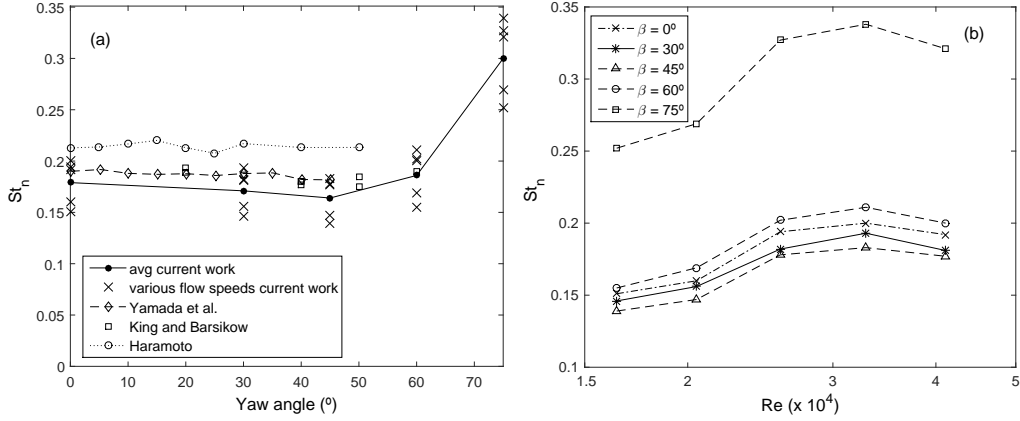 (a)
0.35
0.3
0.25
0.2
0.15
0.1
0.05
0
St_n
0 10 20 30 40 50 60 70
Yaw angle (º)
avg current work
various flow speeds current work
Yamada et al.
King and Barsikow
Haramoto
(b)
0.35
0.3
0.25
0.2
0.15
0.1
St_n
1.5 2 3 4 5
Re (x 10^4)
β = 0º
β = 30º
β = 45º
β = 60º
β = 75º